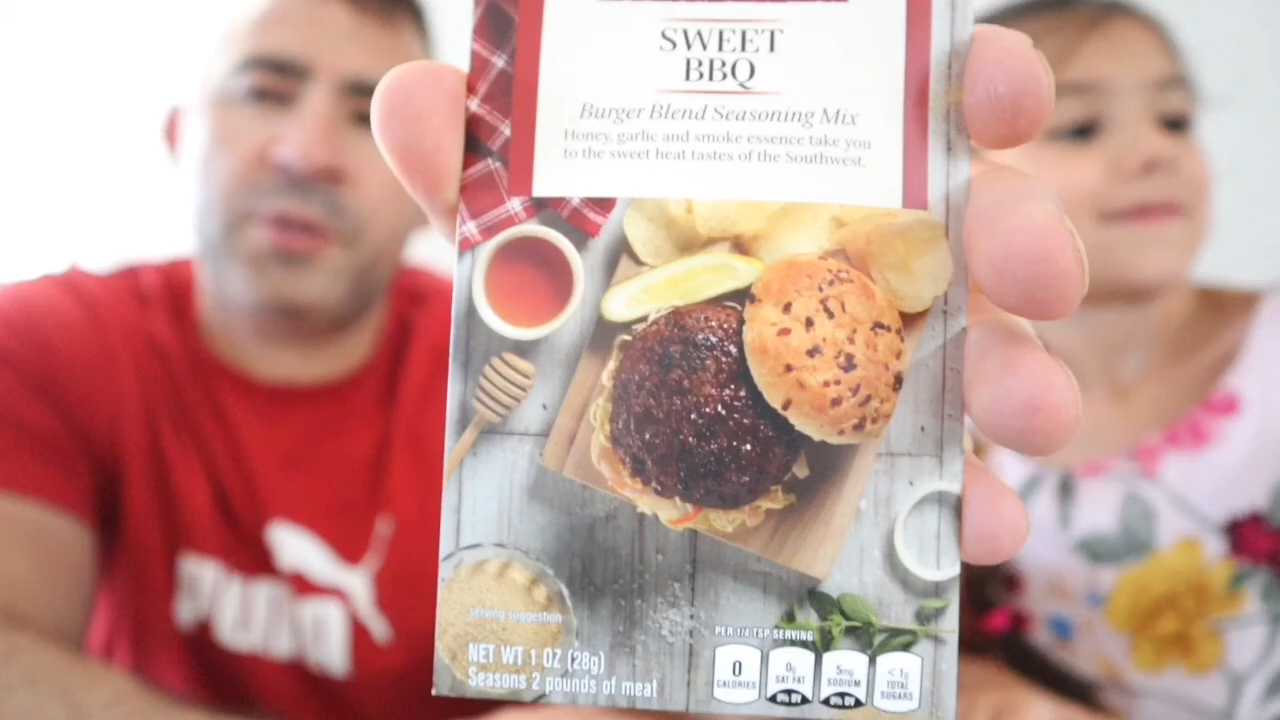 SWEET
BBQ
Burger Blend Seasoning Mix
Honey, garlic and smoke essence take you
to the sweet heat tastes of the Southwest.
PUMA
serving suggestion
NET WT 1 OZ (28g)
Seasons 2 pounds of meat
PER 1/4 TSP SERVING
0
CALORIES
0g
SAT FAT
0% DV
5mg
SODIUM
0% DV
<1g
TOTAL
SUGARS